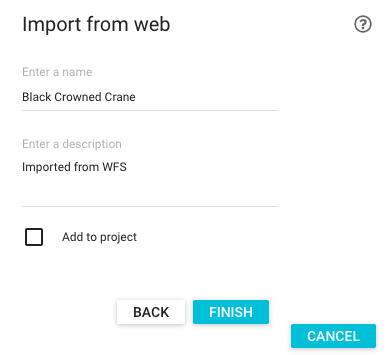 Import from web
Enter a name
Black Crowned Crane
Enter a description
Imported from WFS
Add to project
BACK FINISH
CANCEL